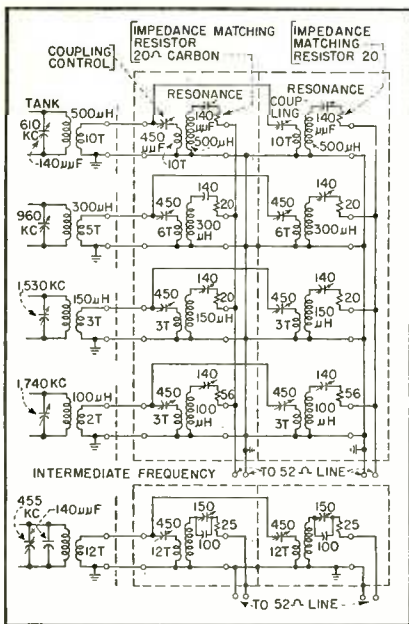 IMPEDANCE MATCHING
RESISTOR
20Ω CARBON
IMPEDANCE
MATCHING
RESISTOR 20
COUPLING
CONTROL
RESONANCE
RESONANCE
TANK
500μH
610
KC
140μμF
10T
450
μμF
10T
140
μμF
500μH
COUPLING
10T
140
μμF
500μH
960
KC
300μH
5T
450
6T
140
20
300
μH
450
6T
140
20
300μH
1,530 KC
150μH
3T
450
3T
140
20
150μH
450
3T
140
20
150
μH
1,740 KC
100μH
2T
450
3T
140
56
100
μH
450
3T
140
56
100
μH
INTERMEDIATE FREQUENCY
TO 52Ω LINE
455
KC
140μμF
12T
450
12T
150
25
100
450
12T
150
25
100
TO 52Ω LINE